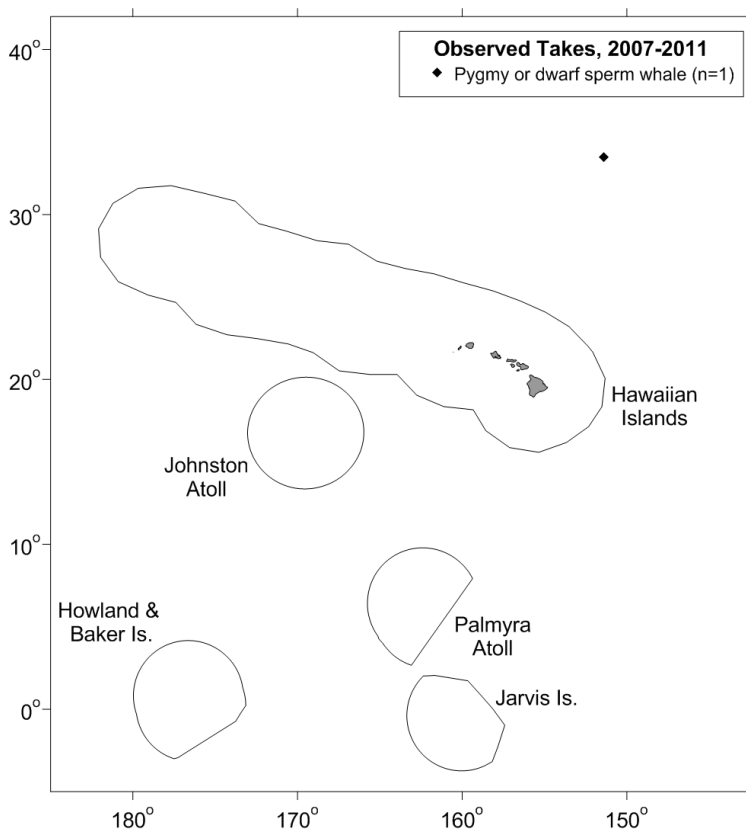 Observed Takes, 2007-2011
Pygmy or dwarf sperm whale (n=1)
40°
30°
20°
10°
0°
Hawaiian
Islands
Johnston
Atoll
Howland &
Baker Is.
Palmyra
Atoll
Jarvis Is.
180°
170°
160°
150°